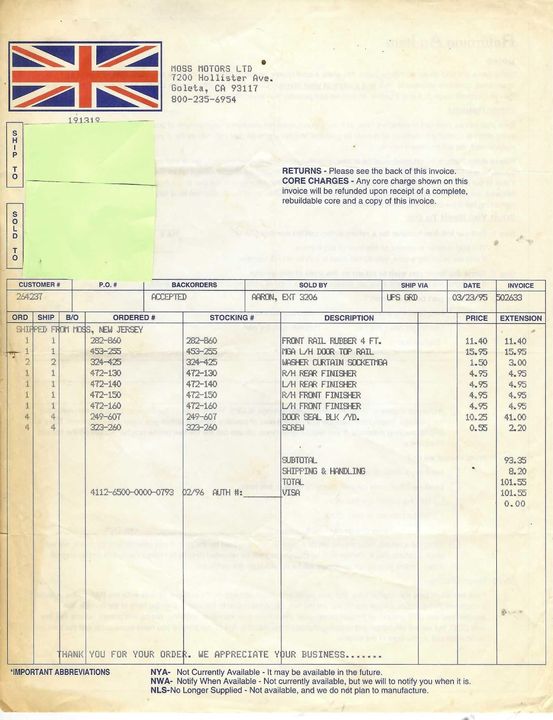 MOSS MOTORS LTD
7200 Hollister Ave.
Goleta, CA 93117
800-235-6954
191319
SHIP TO
SOLD TO
RETURNS - Please see the back of this invoice.
CORE CHARGES - Any core charge shown on this
invoice will be refunded upon receipt of a complete,
rebuildable core and a copy of this invoice.
CUSTOMER # P.O. # BACKORDERS SOLD BY SHIP VIA DATE INVOICE
264237 ACCEPTED AARON, EXT 3206 UPS GRD 03/23/95 502633
ORD SHIP B/O ORDERED # STOCKING # DESCRIPTION PRICE EXTENSION
SHIPPED FROM MOSS, NEW JERSEY
1 1 282-860 282-860 FRONT RAIL RUBBER 4 FT. 11.40 11.40
1 1 453-255 453-255 MGA L/H DOOR TOP RAIL 15.95 15.95
2 2 324-425 324-425 WASHER CURTAIN SOCKETMGA 1.50 3.00
1 1 472-130 472-130 R/H REAR FINISHER 4.95 4.95
1 1 472-140 472-140 L/H REAR FINISHER 4.95 4.95
1 1 472-150 472-150 R/H FRONT FINISHER 4.95 4.95
1 1 472-160 472-160 L/H FRONT FINISHER 4.95 4.95
4 4 249-607 249-607 DOOR SEAL BLK /YD. 10.25 41.00
4 4 323-260 323-260 SCREW 0.55 2.20
SUBTOTAL 93.35
SHIPPING & HANDLING 8.20
TOTAL 101.55
4112-6500-0000-0793 02/96 AUTH #:_______ VISA 101.55
0.00
THANK YOU FOR YOUR ORDER. WE APPRECIATE YOUR BUSINESS.......
*IMPORTANT ABBREVIATIONS NYA- Not Currently Available - It may be available in the future.
NWA- Notify When Available - Not currently available, but we will to notify you when it is.
NLS-No Longer Supplied - Not available, and we do not plan to manufacture.